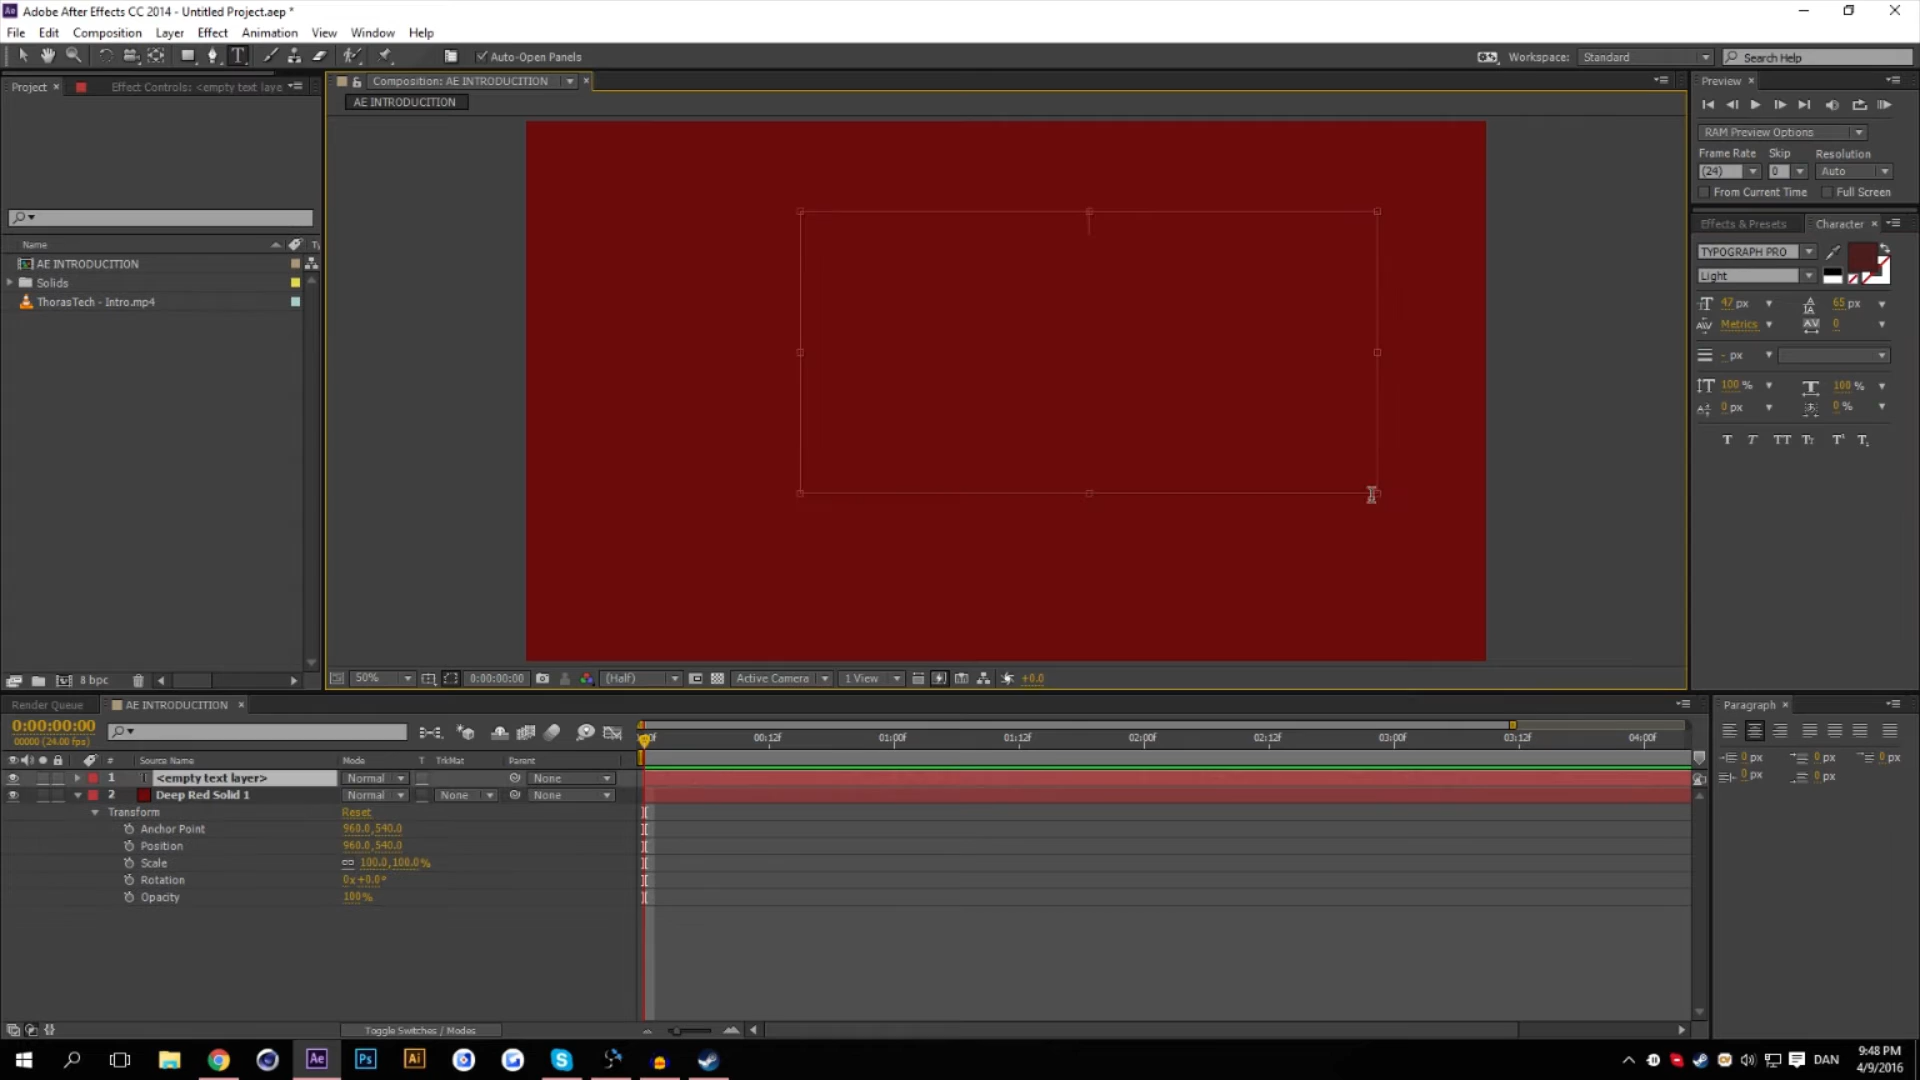 Adobe After Effects CC 2014 - Untitled Project.aep *
File Edit Composition Layer Effect Animation View Window Help
Auto-Open Panels
Workspace: Standard
Search Help
Project
Effect Controls: <empty text laye
Composition: AE INTRODUCITION
AE INTRODUCITION
Name
Ty
AE INTRODUCITION
Solids
ThorasTech - Intro.mp4
8 bpc
50%
0:00:00:00
(Half)
Active Camera
1 View
+0.0
Preview
RAM Preview Options
Frame Rate Skip Resolution
(24) 0 Auto
From Current Time Full Screen
Effects & Presets Character
TYPOGRAPH PRO
Light
47 px 65 px
Metrics 0
- px
100 % 100 %
0 px 0 %
T T TT Tt T¹ T₁
Render Queue AE INTRODUCITION
0:00:00:00
00000 (24.00 fps)
00:12f 01:00f 01:12f 02:00f 02:12f 03:00f 03:12f 04:00f
# Source Name Mode T TrkMat Parent
1 T <empty text layer> Normal None
2 Deep Red Solid 1 Normal None None
Transform Reset
Anchor Point 960.0,540.0
Position 960.0,540.0
Scale 100.0,100.0%
Rotation 0x+0.0°
Opacity 100%
Toggle Switches / Modes
Paragraph
0 px 0 px 0 px
0 px 0 px
Ae Ps Ai
DAN
9:48 PM
4/9/2016